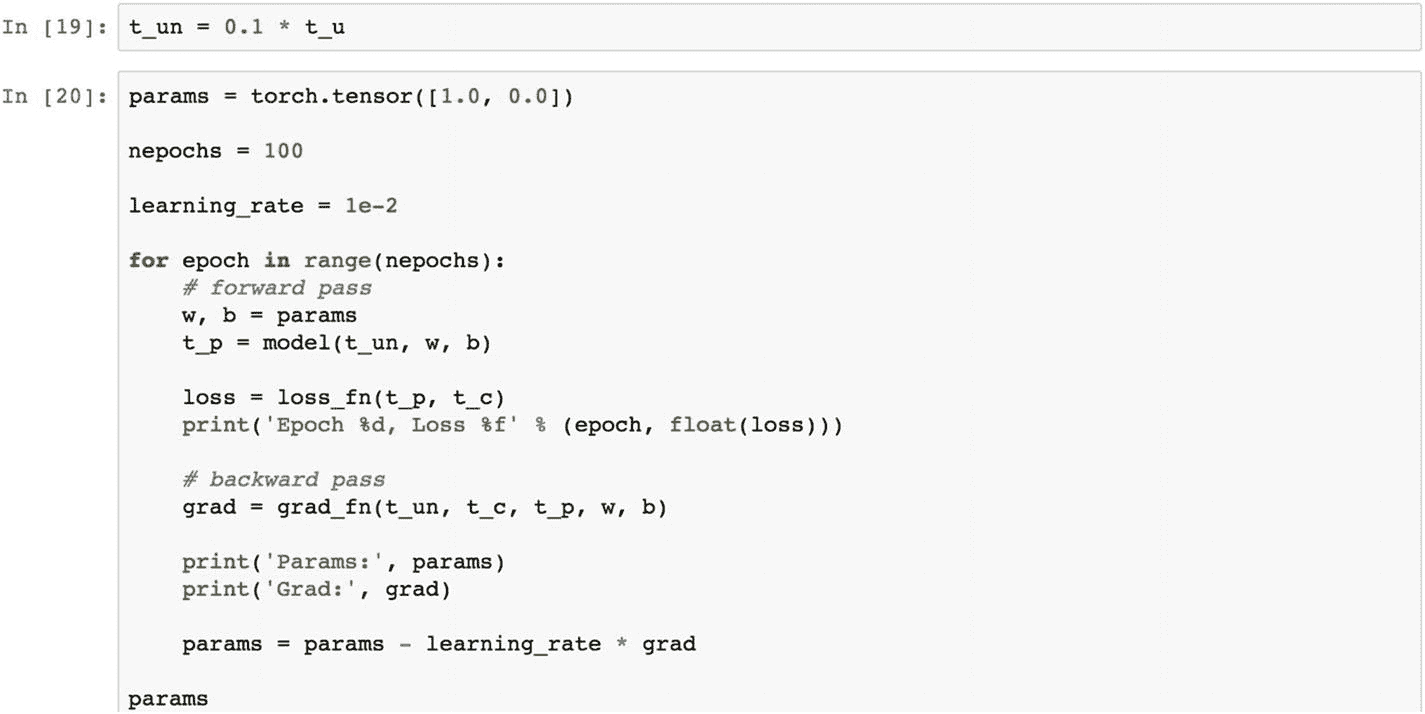 In [19]: t_un = 0.1 * t_u
In [20]: params = torch.tensor([1.0, 0.0])
nepochs = 100
learning_rate = 1e-2
for epoch in range(nepochs):
    # forward pass
    w, b = params
    t_p = model(t_un, w, b)
    loss = loss_fn(t_p, t_c)
    print('Epoch %d, Loss %f' % (epoch, float(loss)))
    # backward pass
    grad = grad_fn(t_un, t_c, t_p, w, b)
    print('Params:', params)
    print('Grad:', grad)
    params = params - learning_rate * grad
params